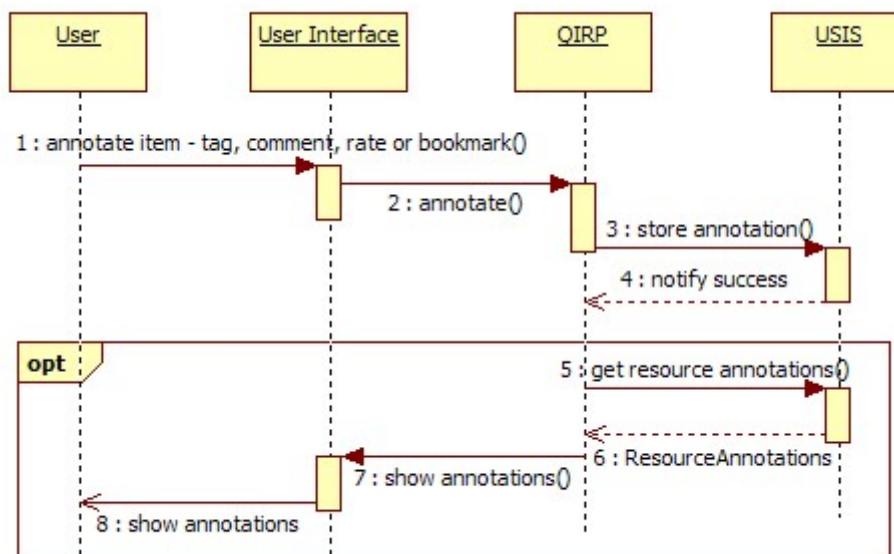 User
User Interface
QIRP
USIS
1 : annotate item - tag, comment, rate or bookmark()
2 : annotate()
3 : store annotation()
4 : notify success
opt
5 : get resource annotations()
6 : ResourceAnnotations
7 : show annotations()
8 : show annotations